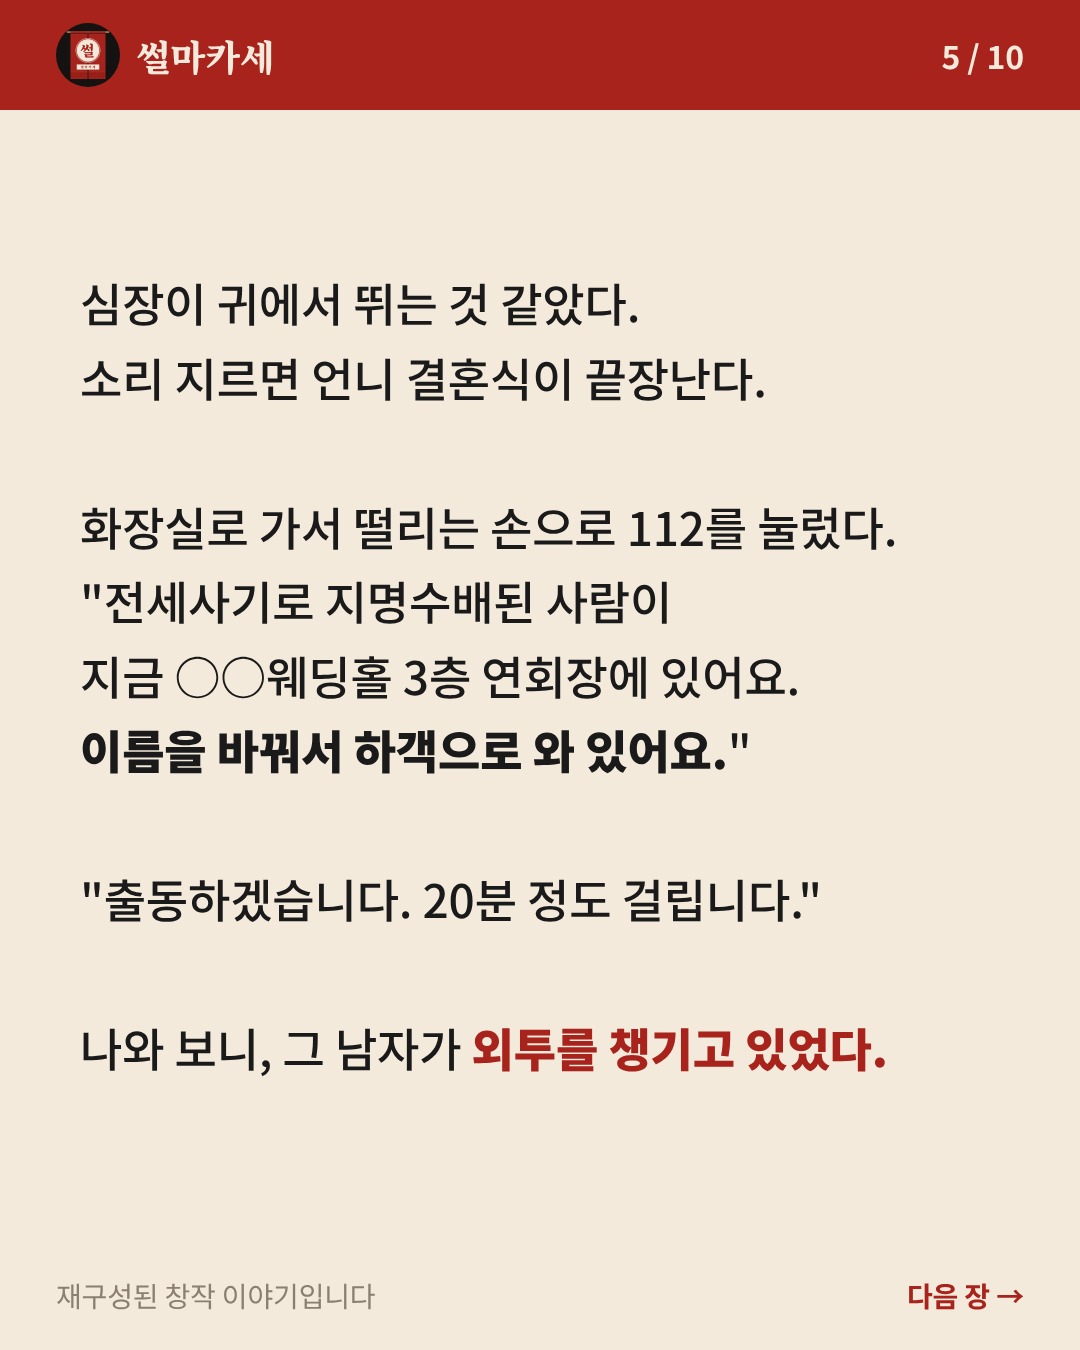 썰
썰마카세
5 / 10
심장이 귀에서 뛰는 것 같았다.
소리 지르면 언니 결혼식이 끝장난다.
화장실로 가서 떨리는 손으로 112를 눌렀다.
"전세사기로 지명수배된 사람이
지금 ◯◯웨딩홀 3층 연회장에 있어요.
이름을 바꿔서 하객으로 와 있어요."
"출동하겠습니다. 20분 정도 걸립니다."
나와 보니, 그 남자가 외투를 챙기고 있었다.
재구성된 창작 이야기입니다
다음 장 →